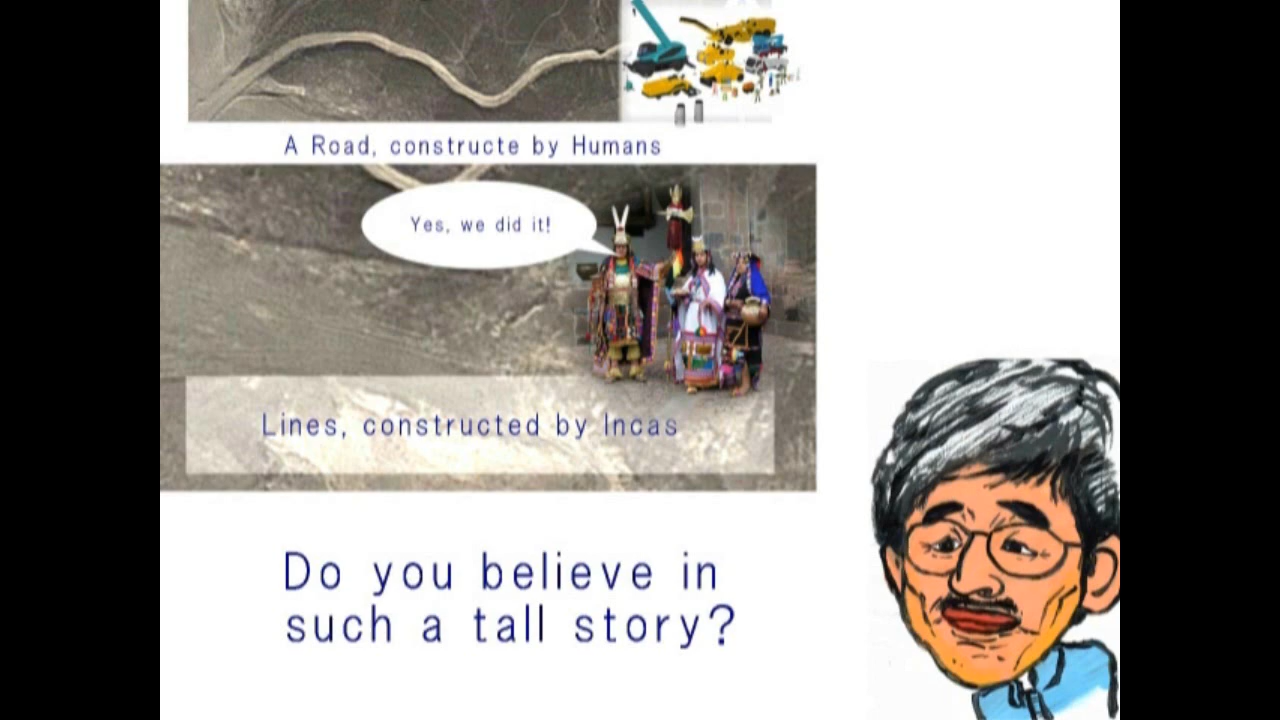 A Road, constructe by Humans
Yes, we did it!
Lines, constructed by Incas
Do you believe in
such a tall story?